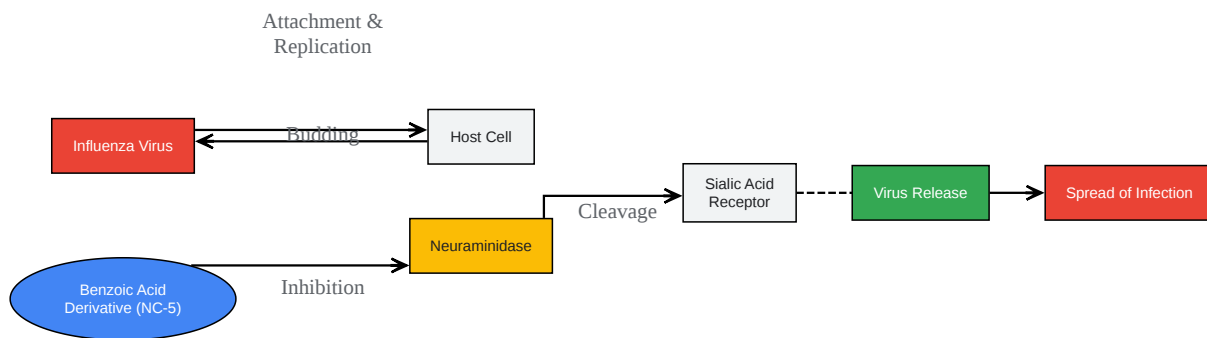 Attachment &
Replication
Influenza Virus
Budding
Host Cell
Sialic Acid
Receptor
Virus Release
Spread of Infection
Cleavage
Neuraminidase
Inhibition
Benzoic Acid
Derivative (NC-5)